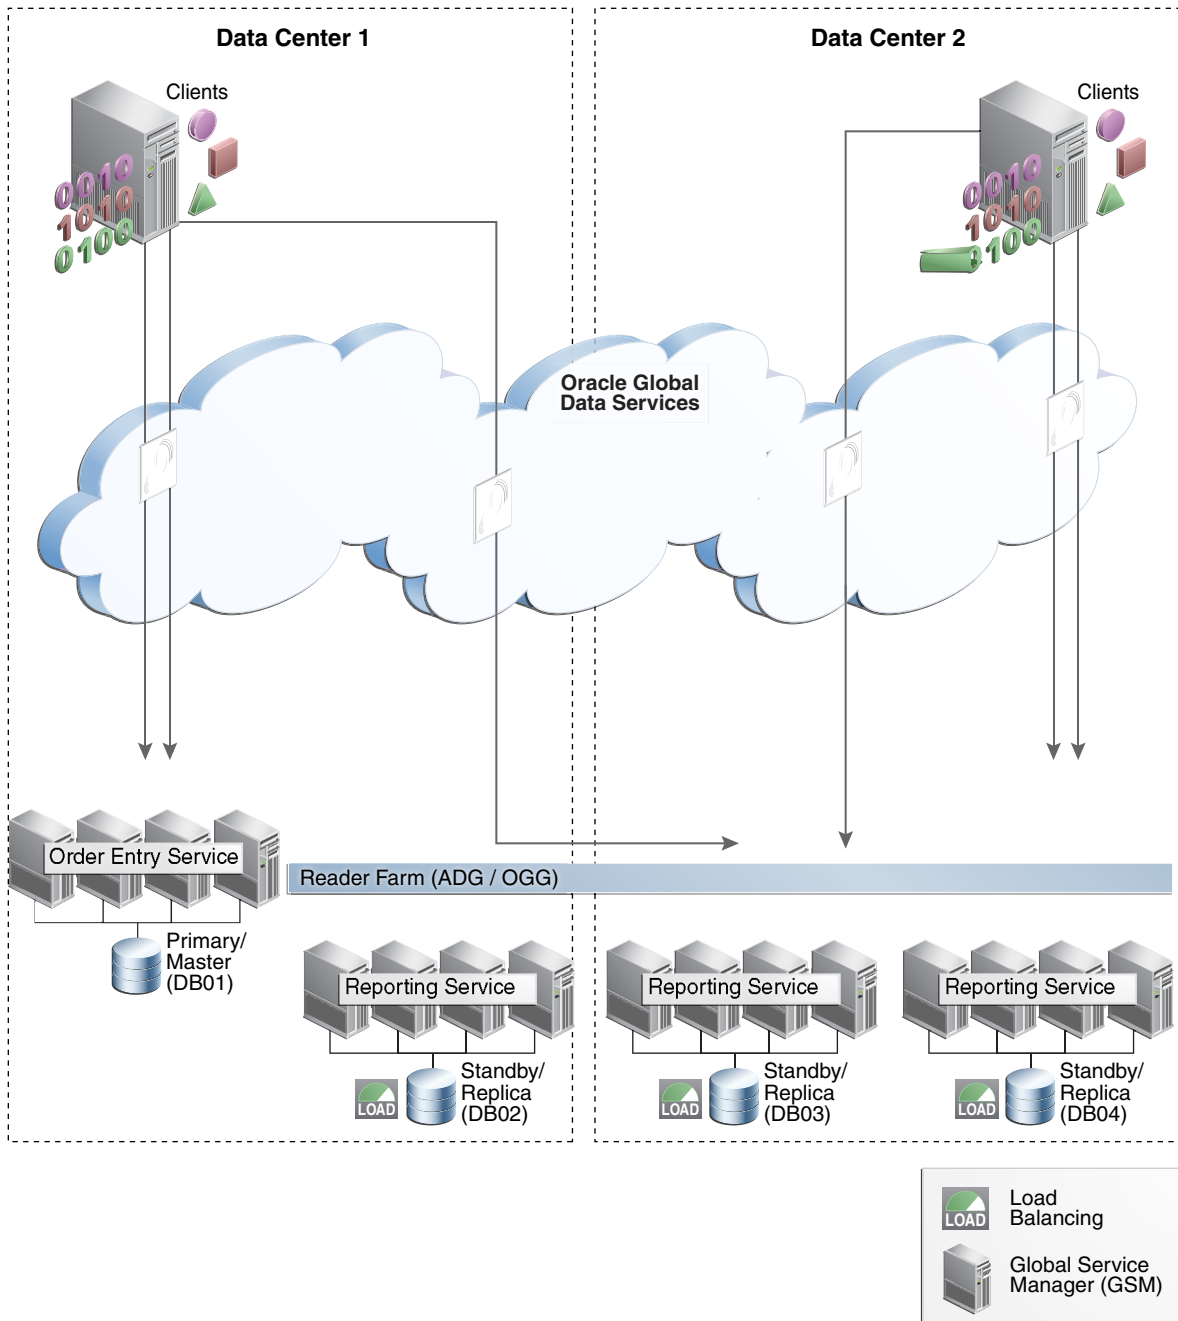 Data Center 1
Data Center 2
Clients
Clients
0010
1010
0100
0010
1010
100
Oracle Global
Data Services
Order Entry Service
Reader Farm (ADG / OGG)
Primary/
Master
(DB01)
Reporting Service
Reporting Service
Reporting Service
LOAD
Standby/
Replica
(DB02)
LOAD
Standby/
Replica
(DB03)
LOAD
Standby/
Replica
(DB04)
LOAD
Load
Balancing
Global Service
Manager (GSM)